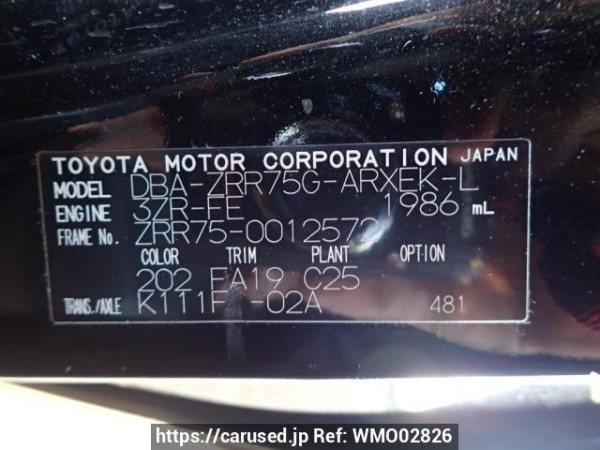 TOYOTA MOTOR CORPORATION JAPAN
MODEL DBA-ZRR75G-ARXEK-L
ENGINE 3ZR-FE 1986 mL
FRAME No. ZRR75-0012572
COLOR TRIM PLANT OPTION
202 FA19 C25
TRANS./AXLE K111F -02A 481
https://carused.jp Ref: WMO02826